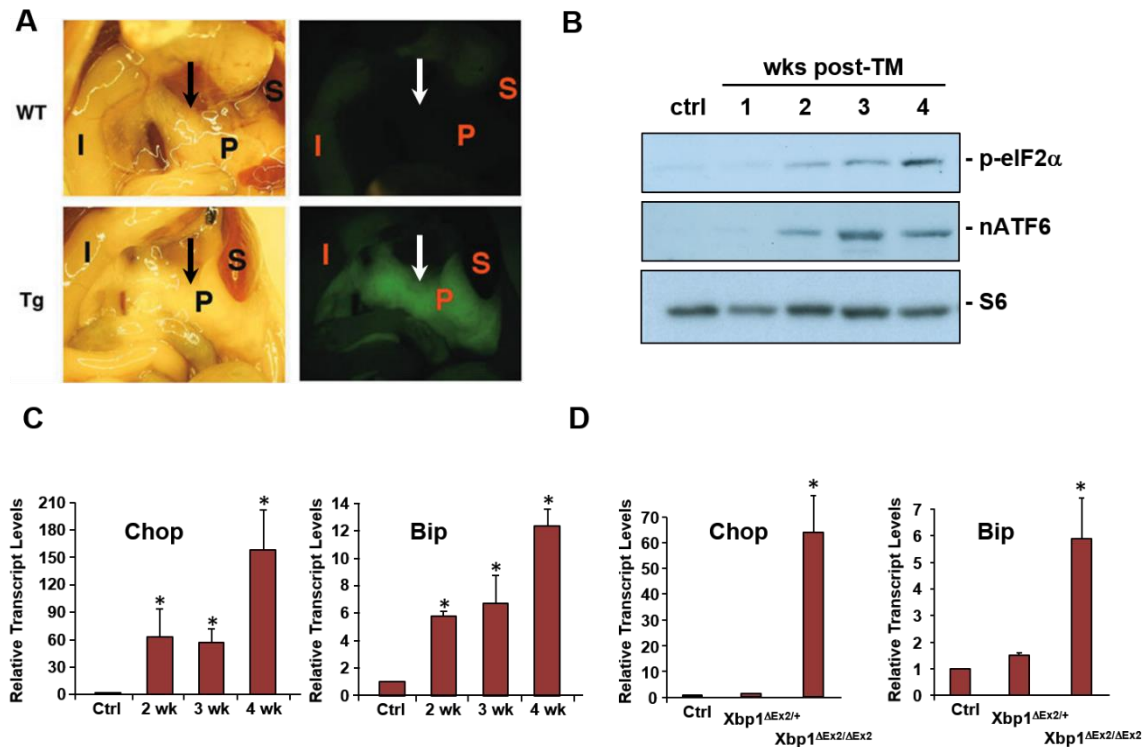 A
WT
I
P
S
I
P
S
Tg
I
P
S
I
P
S
B
wks post-TM
ctrl 1 2 3 4
- p-eIF2α
- nATF6
- S6
C
Relative Transcript Levels
210
180
150
120
90
60
30
0
Chop
*
*
*
Ctrl 2 wk 3 wk 4 wk
Relative Transcript Levels
14
12
10
8
6
4
2
0
Bip
*
*
*
Ctrl 2 wk 3 wk 4 wk
D
Relative Transcript Levels
70
60
50
40
30
20
10
0
Chop
*
Ctrl Xbp1ΔEx2/+
Xbp1ΔEx2/ΔEx2
Relative Transcript Levels
7
6
5
4
3
2
1
0
Bip
*
Ctrl Xbp1ΔEx2/+
Xbp1ΔEx2/ΔEx2